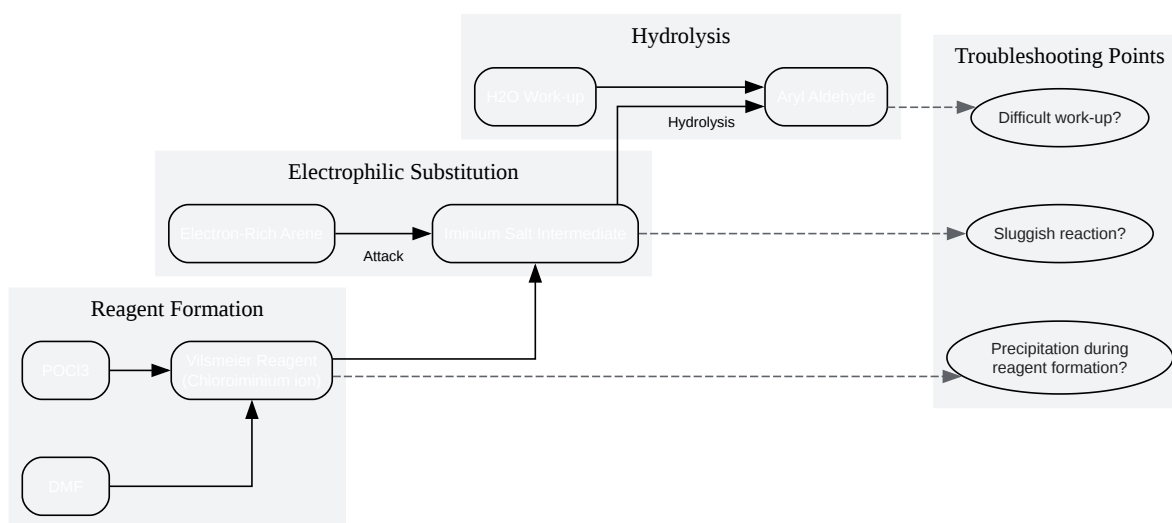 Hydrolysis
H2O Work-up
Aryl Aldehyde
Hydrolysis
Troubleshooting Points
Difficult work-up?
Sluggish reaction?
Precipitation during
reagent formation?
Electrophilic Substitution
Electron-Rich Arene
Attack
Iminium Salt Intermediate
Reagent Formation
POCl3
Vilsmeier Reagent
(Chloroiminium ion)
DMF